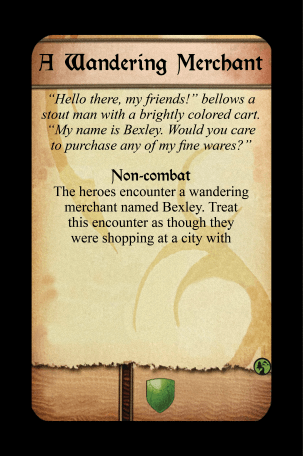 A Wandering Merchant
“Hello there, my friends!” bellows a
stout man with a brightly colored cart.
“My name is Bexley. Would you care
to purchase any of my fine wares?”
Non-combat
The heroes encounter a wandering
merchant named Bexley. Treat
this encounter as though they
were shopping at a city with